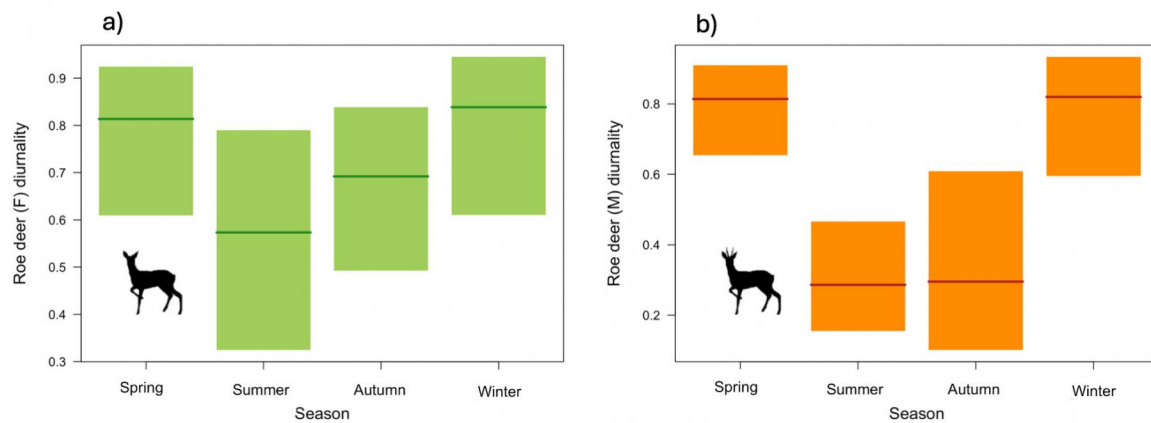 a)
Roe deer (F) diurnality
0.9
0.8
0.7
0.6
0.5
0.4
0.3
Spring
Summer
Autumn
Winter
Season
b)
Roe deer (M) diurnality
0.8
0.6
0.4
0.2
Spring
Summer
Autumn
Winter
Season